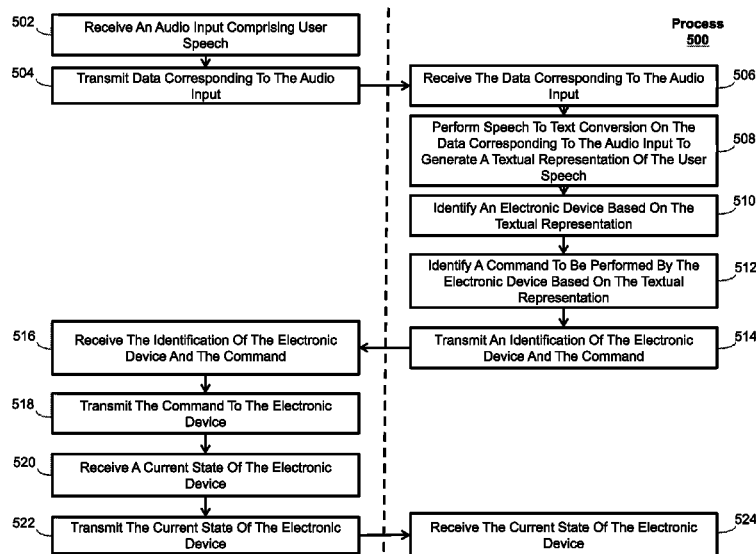 Process
500
502
Receive An Audio Input Comprising User
Speech
504
Transmit Data Corresponding To The Audio
Input
Receive The Data Corresponding To The Audio
Input
506
Perform Speech To Text Conversion On The
Data Corresponding To The Audio Input To
Generate A Textual Representation Of The User
Speech
508
Identify An Electronic Device Based On The
Textual Representation
510
Identify A Command To Be Performed By The
Electronic Device Based On The Textual
Representation
512
Transmit An Identification Of The Electronic
Device And The Command
514
516
Receive The Identification Of The Electronic
Device And The Command
518
Transmit The Command To The Electronic
Device
520
Receive A Current State Of The Electronic
Device
522
Transmit The Current State Of The Electronic
Device
Receive The Current State Of The Electronic
Device
524